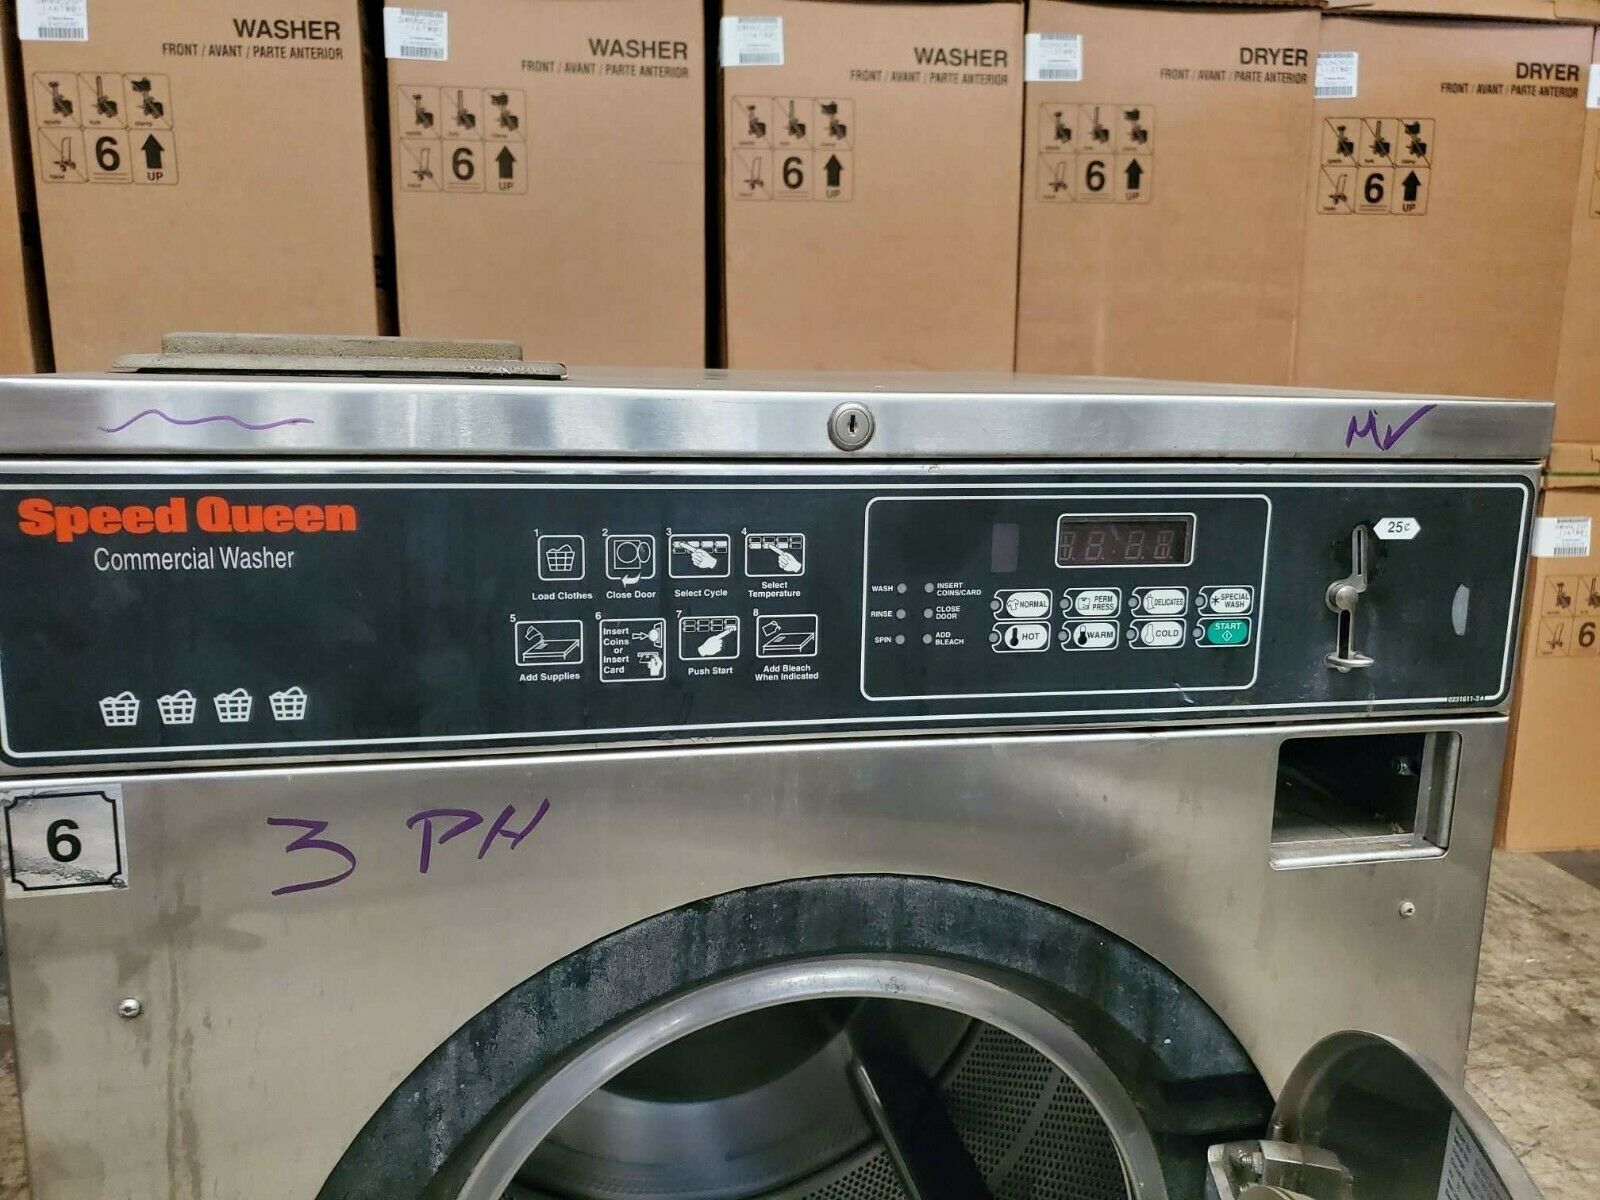 WASHER
FRONT / AVANT / PARTE ANTERIOR
6
UP
WASHER
FRONT / AVANT / PARTE ANTERIOR
6
UP
WASHER
FRONT / AVANT / PARTE ANTERIOR
6
UP
DRYER
FRONT / AVANT / PARTE ANTERIOR
6
UP
DRYER
FRONT / AVANT / PARTE ANTERIOR
6
UP
6
Speed Queen
Commercial Washer
1
Load Clothes
2
Close Door
3
Select Cycle
4
Select
Temperature
5
Add Supplies
6
Insert
Coins
or
Insert
Card
7
Push Start
8
Add Bleach
When Indicated
WASH
RINSE
SPIN
INSERT
COINS/CARD
CLOSE
DOOR
ADD
BLEACH
NORMAL
PERM
PRESS
DELICATES
SPECIAL
WASH
HOT
WARM
COLD
START
25¢
0231611-3
6
3 PH